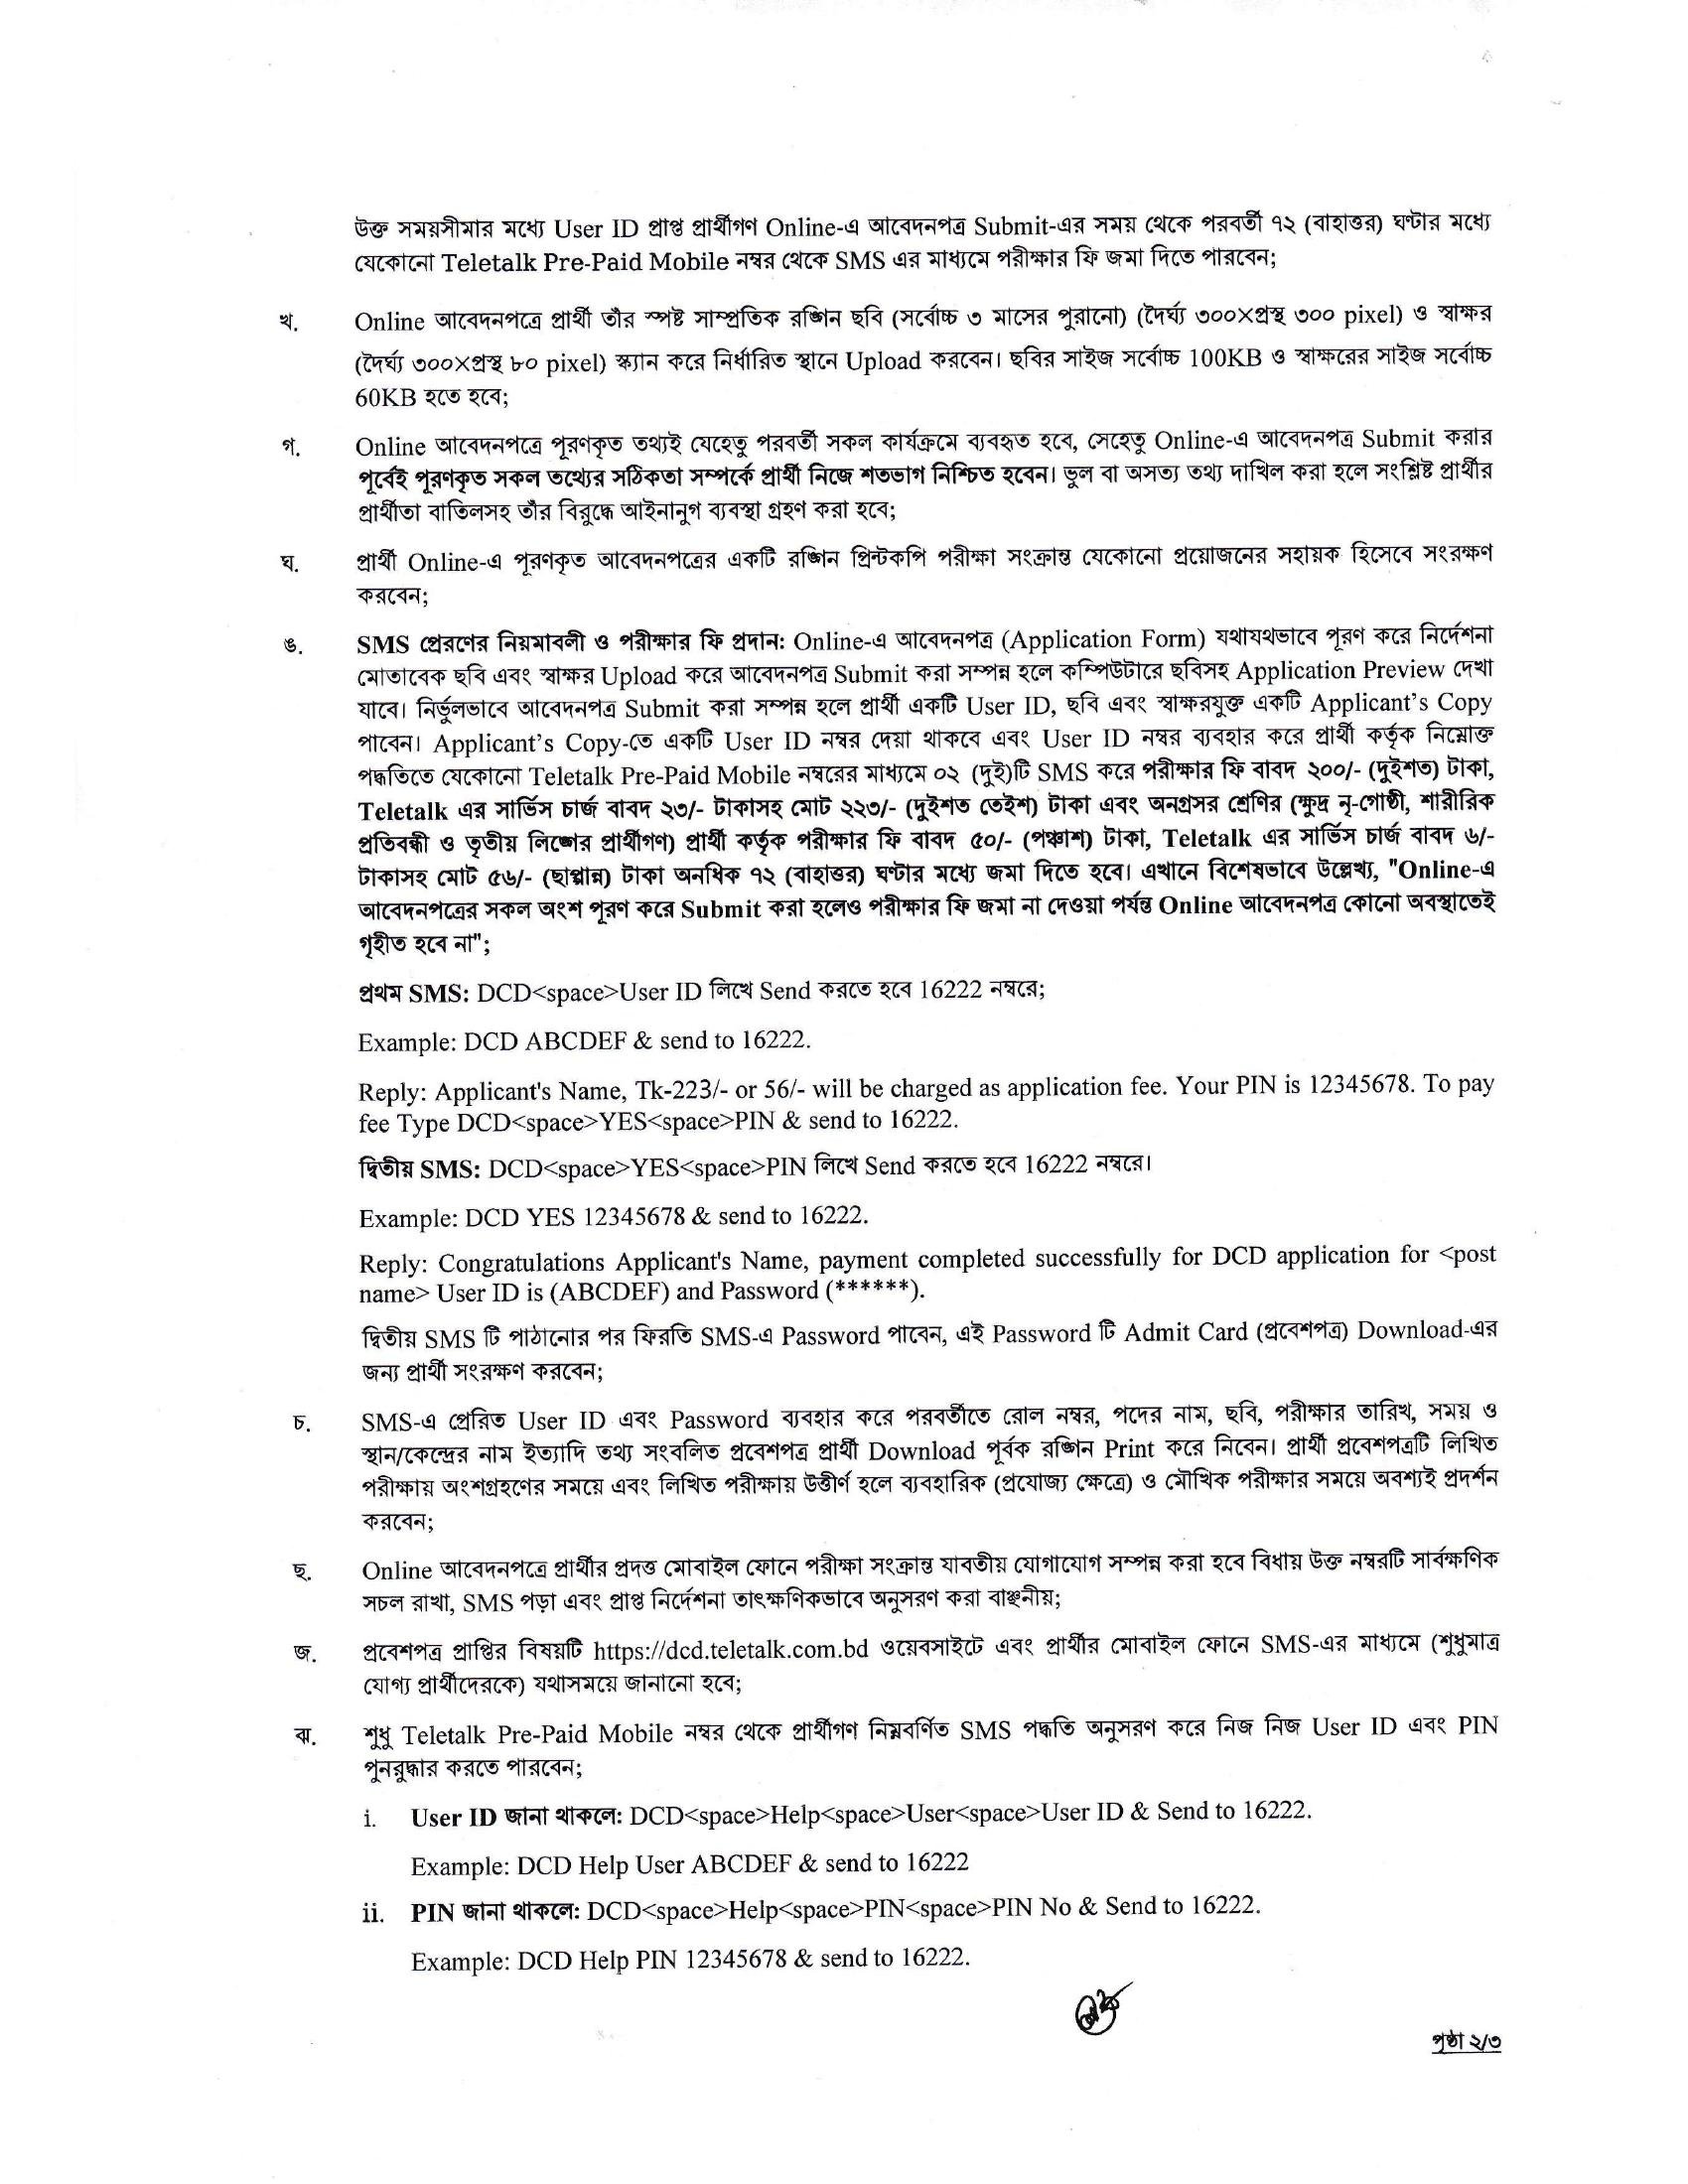 উক্ত সময়সীমার মধ্যে User ID প্রাপ্ত প্রার্থীগণ Online-এ আবেদনপত্র Submit-এর সময় থেকে পরবর্তী ৭২ (বাহাত্তর) ঘণ্টার মধ্যে
যেকোনো Teletalk Pre-Paid Mobile নম্বর থেকে SMS এর মাধ্যমে পরীক্ষার ফি জমা দিতে পারবেন;
খ. Online আবেদনপত্রে প্রার্থী তাঁর স্পষ্ট সাম্প্রতিক রঙ্গিন ছবি (সর্বোচ্চ ৩ মাসের পুরানো) (দৈর্ঘ্য ৩০০×প্রস্থ ৩০০ pixel) ও স্বাক্ষর
(দৈর্ঘ্য ৩০০×প্রস্থ ৮০ pixel) স্ক্যান করে নির্ধারিত স্থানে Upload করবেন। ছবির সাইজ সর্বোচ্চ 100KB ও স্বাক্ষরের সাইজ সর্বোচ্চ
60KB হতে হবে;
গ. Online আবেদনপত্রে পূরণকৃত তথ্যই যেহেতু পরবর্তী সকল কার্যক্রমে ব্যবহৃত হবে, সেহেতু Online-এ আবেদনপত্র Submit করার
পূর্বেই পূরণকৃত সকল তথ্যের সঠিকতা সম্পর্কে প্রার্থী নিজে শতভাগ নিশ্চিত হবেন। ভুল বা অসত্য তথ্য দাখিল করা হলে সংশ্লিষ্ট প্রার্থীর
প্রার্থীতা বাতিলসহ তাঁর বিরুদ্ধে আইনানুগ ব্যবস্থা গ্রহণ করা হবে;
ঘ. প্রার্থী Online-এ পূরণকৃত আবেদনপত্রের একটি রঙ্গিন প্রিন্টকপি পরীক্ষা সংক্রান্ত যেকোনো প্রয়োজনের সহায়ক হিসেবে সংরক্ষণ
করবেন;
ঙ. SMS প্রেরণের নিয়মাবলী ও পরীক্ষার ফি প্রদান: Online-এ আবেদনপত্র (Application Form) যথাযথভাবে পূরণ করে নির্দেশনা
মোতাবেক ছবি এবং স্বাক্ষর Upload করে আবেদনপত্র Submit করা সম্পন্ন হলে কম্পিউটারে ছবিসহ Application Preview দেখা
যাবে। নির্ভুলভাবে আবেদনপত্র Submit করা সম্পন্ন হলে প্রার্থী একটি User ID, ছবি এবং স্বাক্ষরযুক্ত একটি Applicant’s Copy
পাবেন। Applicant’s Copy-তে একটি User ID নম্বর দেয়া থাকবে এবং User ID নম্বর ব্যবহার করে প্রার্থী কর্তৃক নিম্নোক্ত
পদ্ধতিতে যেকোনো Teletalk Pre-Paid Mobile নম্বরের মাধ্যমে ০২ (দুই)টি SMS করে পরীক্ষার ফি বাবদ ২০০/- (দুইশত) টাকা,
Teletalk এর সার্ভিস চার্জ বাবদ ২৩/- টাকাসহ মোট ২২৩/- (দুইশত তেইশ) টাকা এবং অনগ্রসর শ্রেণির (ক্ষুদ্র নৃ-গোষ্ঠী, শারীরিক
প্রতিবন্ধী ও তৃতীয় লিঙ্গের প্রার্থীগণ) প্রার্থী কর্তৃক পরীক্ষার ফি বাবদ ৫০/- (পঞ্চাশ) টাকা, Teletalk এর সার্ভিস চার্জ বাবদ ৬/-
টাকাসহ মোট ৫৬/- (ছাপ্পান্ন) টাকা অনধিক ৭২ (বাহাত্তর) ঘণ্টার মধ্যে জমা দিতে হবে। এখানে বিশেষভাবে উল্লেখ্য, "Online-এ
আবেদনপত্রের সকল অংশ পূরণ করে Submit করা হলেও পরীক্ষার ফি জমা না দেওয়া পর্যন্ত Online আবেদনপত্র কোনো অবস্থাতেই
গৃহীত হবে না";
প্রথম SMS: DCD<space>User ID লিখে Send করতে হবে 16222 নম্বরে;
Example: DCD ABCDEF & send to 16222.
Reply: Applicant's Name, Tk-223/- or 56/- will be charged as application fee. Your PIN is 12345678. To pay
fee Type DCD<space>YES<space>PIN & send to 16222.
দ্বিতীয় SMS: DCD<space>YES<space>PIN লিখে Send করতে হবে 16222 নম্বরে।
Example: DCD YES 12345678 & send to 16222.
Reply: Congratulations Applicant's Name, payment completed successfully for DCD application for <post
name> User ID is (ABCDEF) and Password (******).
দ্বিতীয় SMS টি পাঠানোর পর ফিরতি SMS-এ Password পাবেন, এই Password টি Admit Card (প্রবেশপত্র) Download-এর
জন্য প্রার্থী সংরক্ষণ করবেন;
চ. SMS-এ প্রেরিত User ID এবং Password ব্যবহার করে পরবর্তীতে রোল নম্বর, পদের নাম, ছবি, পরীক্ষার তারিখ, সময় ও
স্থান/কেন্দ্রের নাম ইত্যাদি তথ্য সংবলিত প্রবেশপত্র প্রার্থী Download পূর্বক রঙ্গিন Print করে নিবেন। প্রার্থী প্রবেশপত্রটি লিখিত
পরীক্ষায় অংশগ্রহণের সময়ে এবং লিখিত পরীক্ষায় উত্তীর্ণ হলে ব্যবহারিক (প্রযোজ্য ক্ষেত্রে) ও মৌখিক পরীক্ষার সময়ে অবশ্যই প্রদর্শন
করবেন;
ছ. Online আবেদনপত্রে প্রার্থীর প্রদত্ত মোবাইল ফোনে পরীক্ষা সংক্রান্ত যাবতীয় যোগাযোগ সম্পন্ন করা হবে বিধায় উক্ত নম্বরটি সার্বক্ষণিক
সচল রাখা, SMS পড়া এবং প্রাপ্ত নির্দেশনা তাৎক্ষণিকভাবে অনুসরণ করা বাঞ্চনীয়;
জ. প্রবেশপত্র প্রাপ্তির বিষয়টি https://dcd.teletalk.com.bd ওয়েবসাইটে এবং প্রার্থীর মোবাইল ফোনে SMS-এর মাধ্যমে (শুধুমাত্র
যোগ্য প্রার্থীদেরকে) যথাসময়ে জানানো হবে;
ঝ. শুধু Teletalk Pre-Paid Mobile নম্বর থেকে প্রার্থীগণ নিম্নবর্ণিত SMS পদ্ধতি অনুসরণ করে নিজ নিজ User ID এবং PIN
পুনরুদ্ধার করতে পারবেন;
i. User ID জানা থাকলে: DCD<space>Help<space>User<space>User ID & Send to 16222.
Example: DCD Help User ABCDEF & send to 16222
ii. PIN জানা থাকলে: DCD<space>Help<space>PIN<space>PIN No & Send to 16222.
Example: DCD Help PIN 12345678 & send to 16222.
পৃষ্ঠা ২/৩